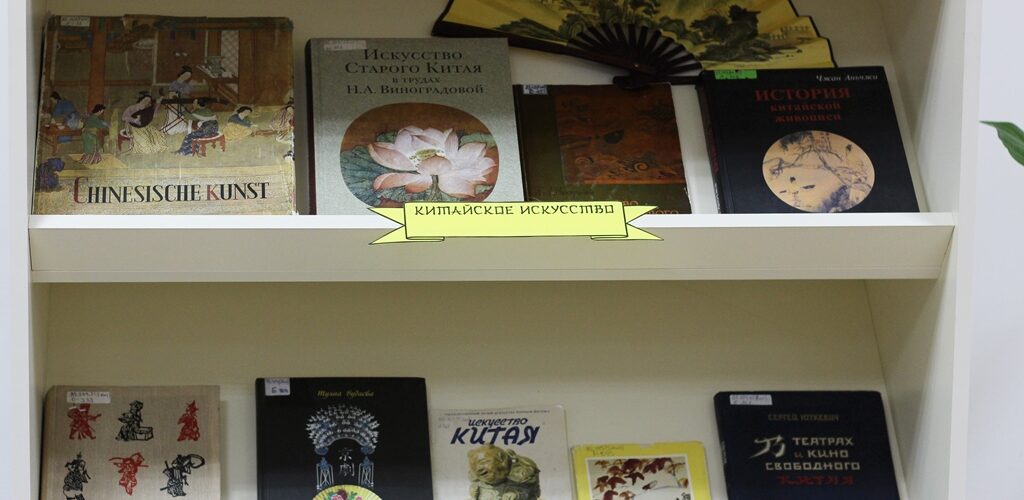 CHINESISCHE KUNST
ИСКУССТВО
СТАРОГО КИТАЯ
В ТРУДАХ
Н.А. ВИНОГРАДОВОЙ
Чжан Аньчжи
ИСТОРИЯ
КИТАЙСКОЙ
ЖИВОПИСИ
КИТАЙСКОЕ ИСКУССТВО
ИСКУССТВО
КИТАЯ
СЕРГЕЙ ЮТКЕВИЧ
В ТЕАТРАХ
И КИНО
СВОБОДНОГО
КИТАЯ